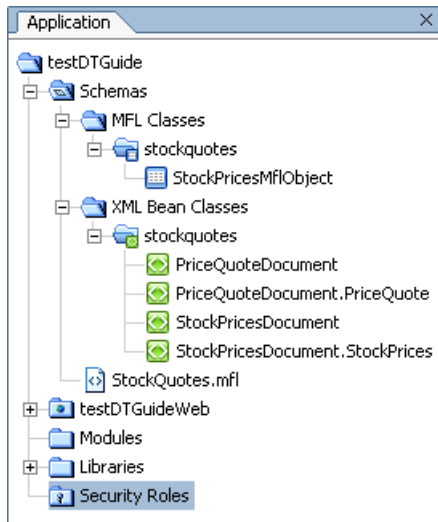 Application
testDTGuide
Schemas
MFL Classes
stockquotes
StockPricesMflObject
XML Bean Classes
stockquotes
PriceQuoteDocument
PriceQuoteDocument.PriceQuote
StockPricesDocument
StockPricesDocument.StockPrices
StockQuotes.mfl
testDTGuideWeb
Modules
Libraries
Security Roles